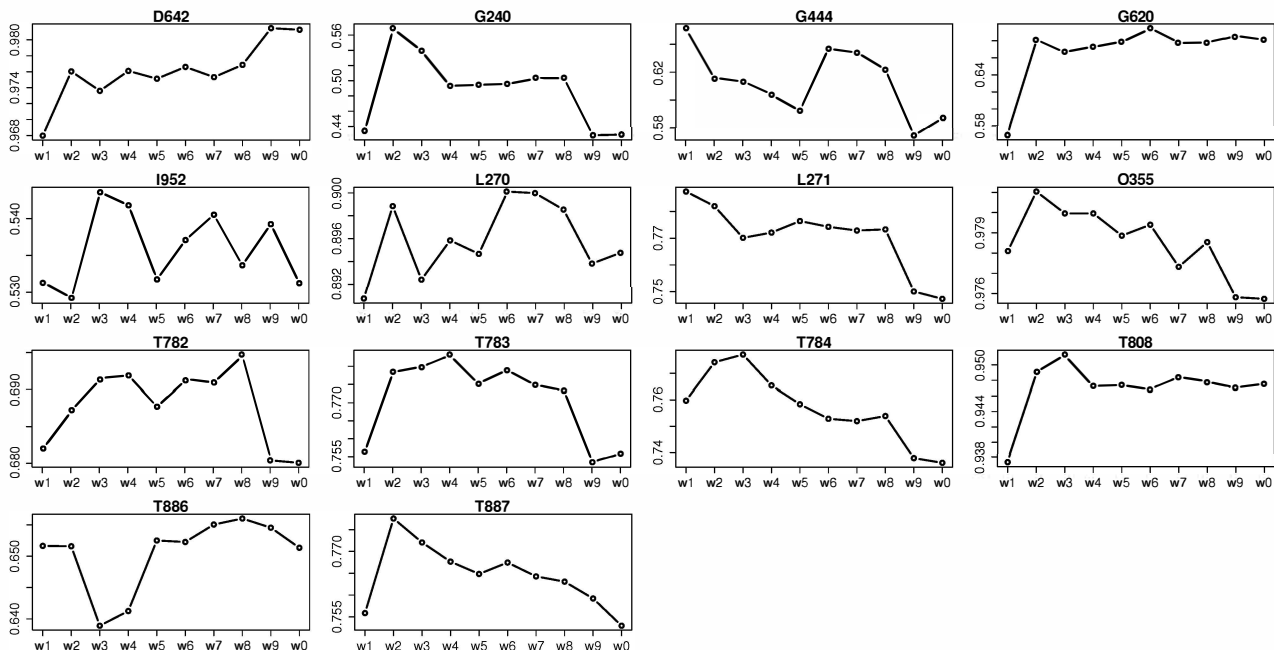 D642 G240 G444 G620
0.980 0.974 0.968
0.56 0.50 0.44
0.62 0.58
0.64 0.58
w1 w2 w3 w4 w5 w6 w7 w8 w9 w0
w1 w2 w3 w4 w5 w6 w7 w8 w9 w0
w1 w2 w3 w4 w5 w6 w7 w8 w9 w0
w1 w2 w3 w4 w5 w6 w7 w8 w9 w0
I952 L270 L271 O355
0.540 0.530
0.900 0.896 0.892
0.77 0.75
0.979 0.976
w1 w2 w3 w4 w5 w6 w7 w8 w9 w0
w1 w2 w3 w4 w5 w6 w7 w8 w9 w0
w1 w2 w3 w4 w5 w6 w7 w8 w9 w0
w1 w2 w3 w4 w5 w6 w7 w8 w9 w0
T782 T783 T784 T808
0.690 0.680
0.770 0.755
0.76 0.74
0.950 0.944 0.938
w1 w2 w3 w4 w5 w6 w7 w8 w9 w0
w1 w2 w3 w4 w5 w6 w7 w8 w9 w0
w1 w2 w3 w4 w5 w6 w7 w8 w9 w0
w1 w2 w3 w4 w5 w6 w7 w8 w9 w0
T886 T887
0.650 0.640
0.770 0.755
w1 w2 w3 w4 w5 w6 w7 w8 w9 w0
w1 w2 w3 w4 w5 w6 w7 w8 w9 w0